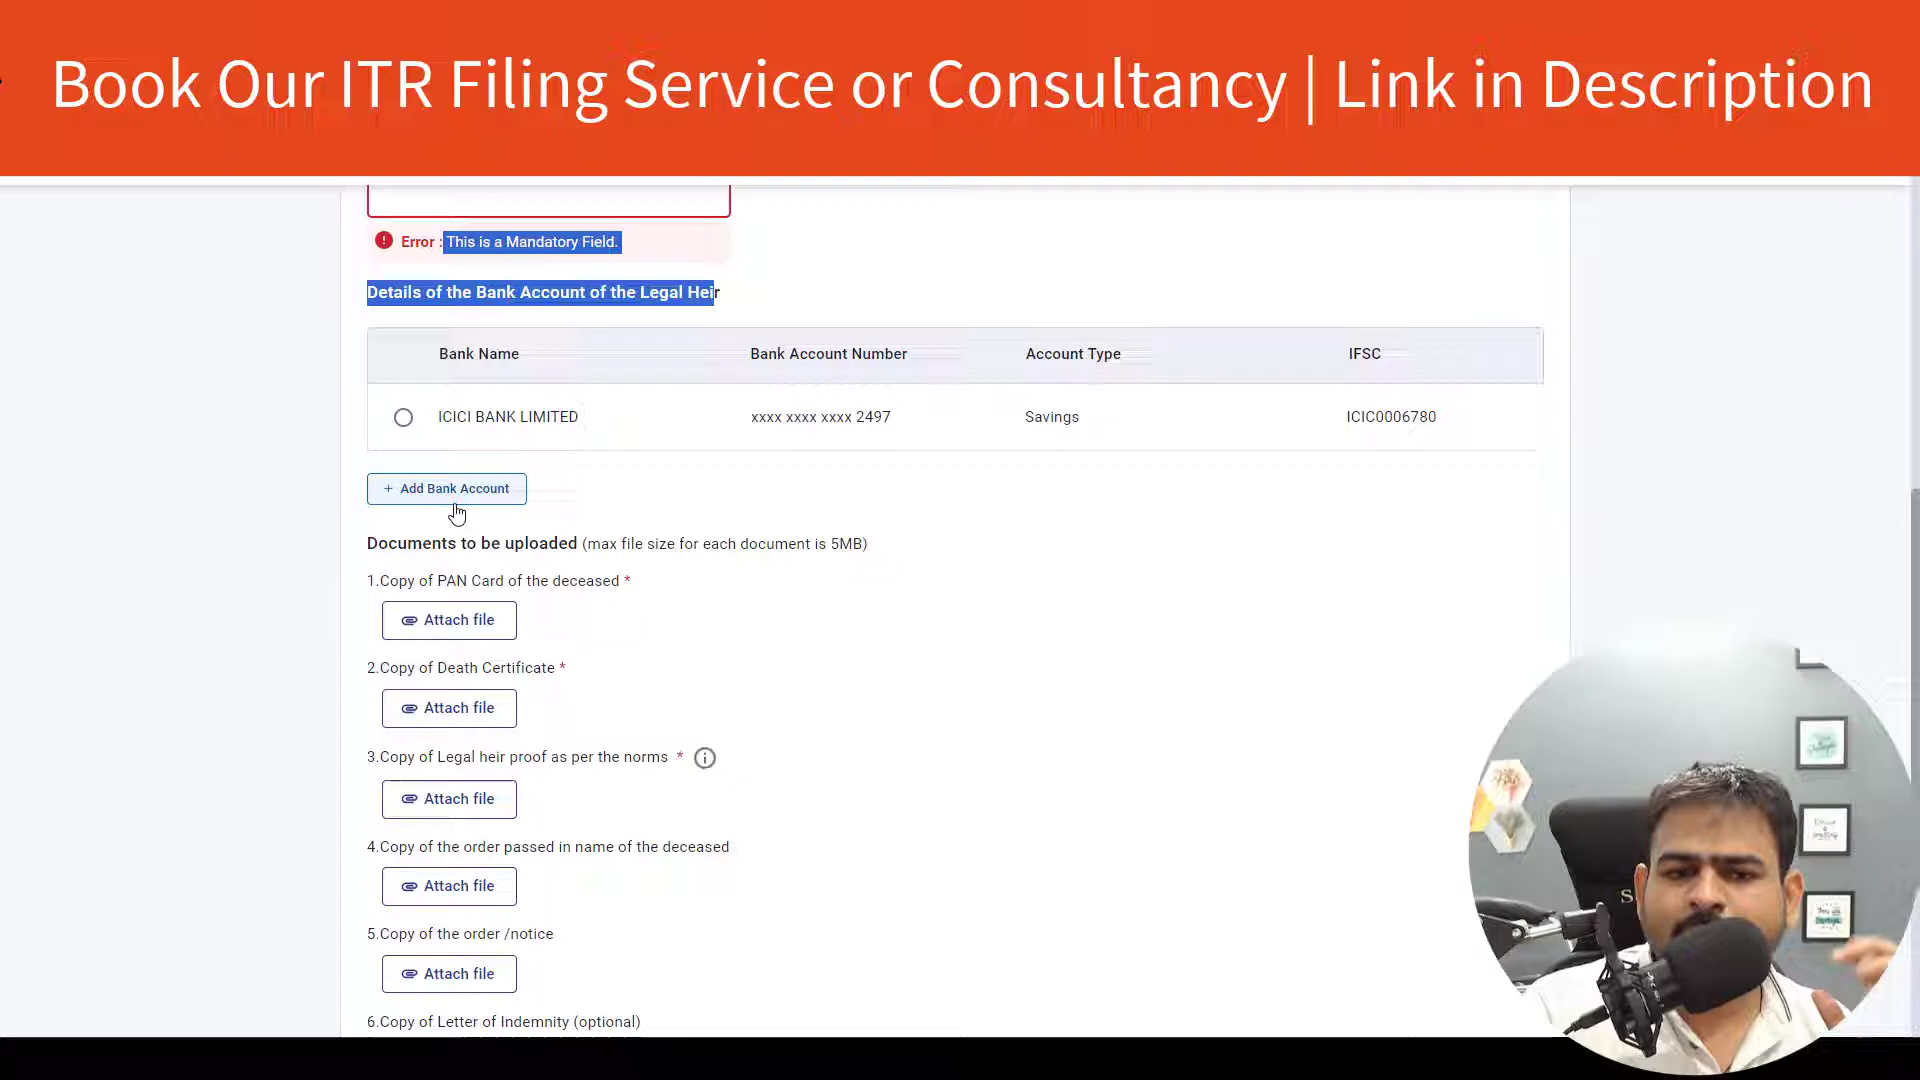 Book Our ITR Filing Service or Consultancy | Link in Description
Error : This is a Mandatory Field.
Details of the Bank Account of the Legal Heir
Bank Name Bank Account Number Account Type IFSC
ICICI BANK LIMITED xxxx xxxx xxxx 2497 Savings ICIC0006780
+ Add Bank Account
Documents to be uploaded (max file size for each document is 5MB)
1.Copy of PAN Card of the deceased *
Attach file
2.Copy of Death Certificate *
Attach file
3.Copy of Legal heir proof as per the norms *
Attach file
4.Copy of the order passed in name of the deceased
Attach file
5.Copy of the order /notice
Attach file
6.Copy of Letter of Indemnity (optional)